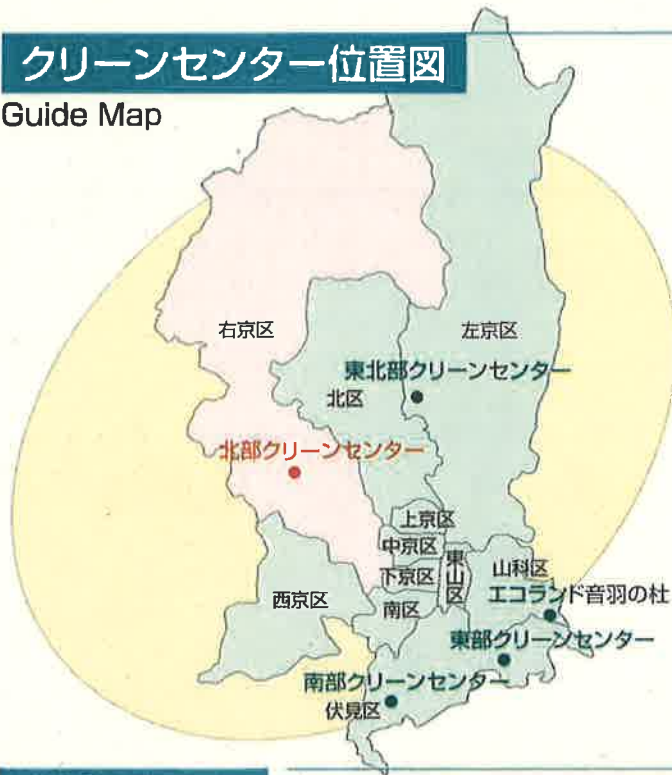 クリーンセンター位置図
Guide Map
右京区
左京区
東北部クリーンセンター
北区
北部クリーンセンター
上京区
中京区
東山区
下京区
山科区
西京区
南区
エコランド音羽の杜
東部クリーンセンター
南部クリーンセンター
伏見区